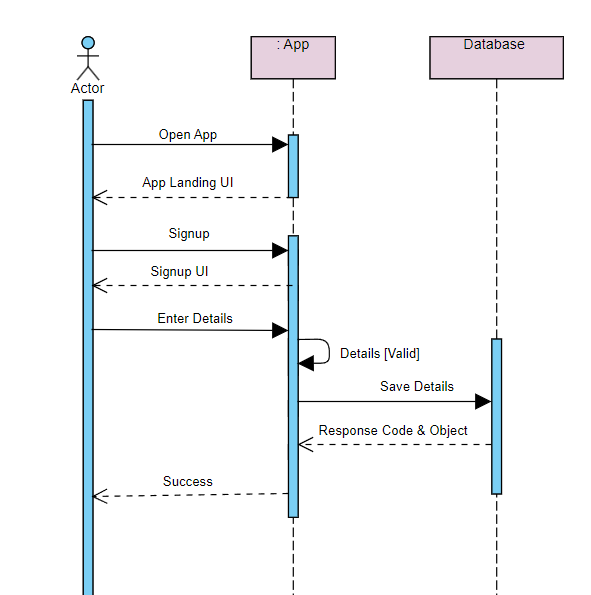 : App
Database
Actor
Open App
App Landing UI
Signup
Signup UI
Enter Details
Details [Valid]
Save Details
Response Code & Object
Success